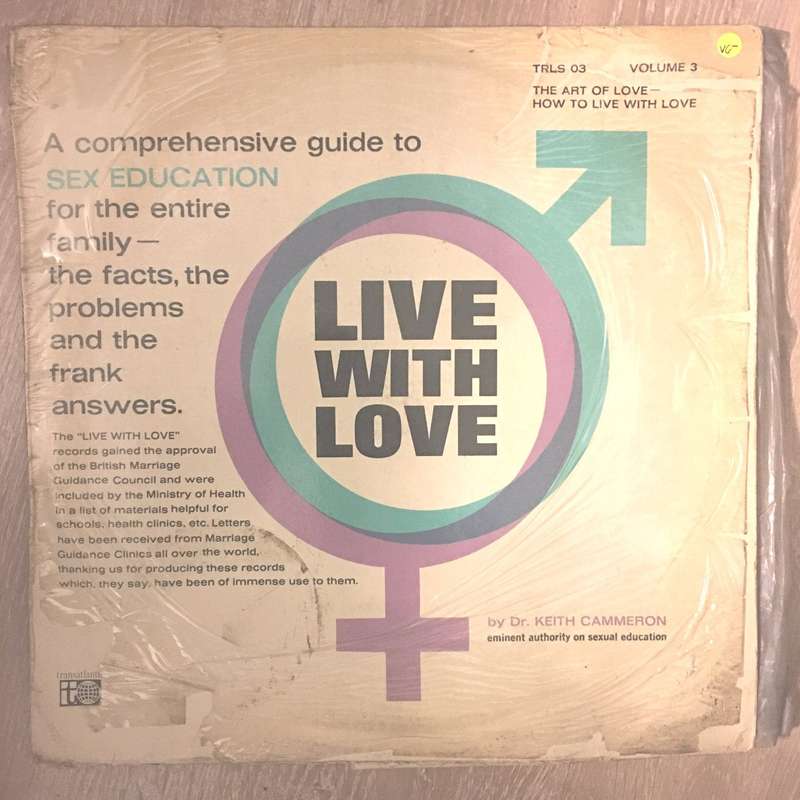 VG-
TRLS 03 VOLUME 3
THE ART OF LOVE—
HOW TO LIVE WITH LOVE
A comprehensive guide to
SEX EDUCATION
for the entire
family—
the facts, the
problems
and the
frank
answers.
LIVE
WITH
LOVE
The "LIVE WITH LOVE"
records gained the approval
of the British Marriage
Guidance Council and were
included by the Ministry of Health
in a list of materials helpful for
schools, health clinics, etc. Letters
have been received from Marriage
Guidance Clinics all over the world,
thanking us for producing these records
which, they say, have been of immense use to them.
by Dr. KEITH CAMMERON
eminent authority on sexual education
transatlantic